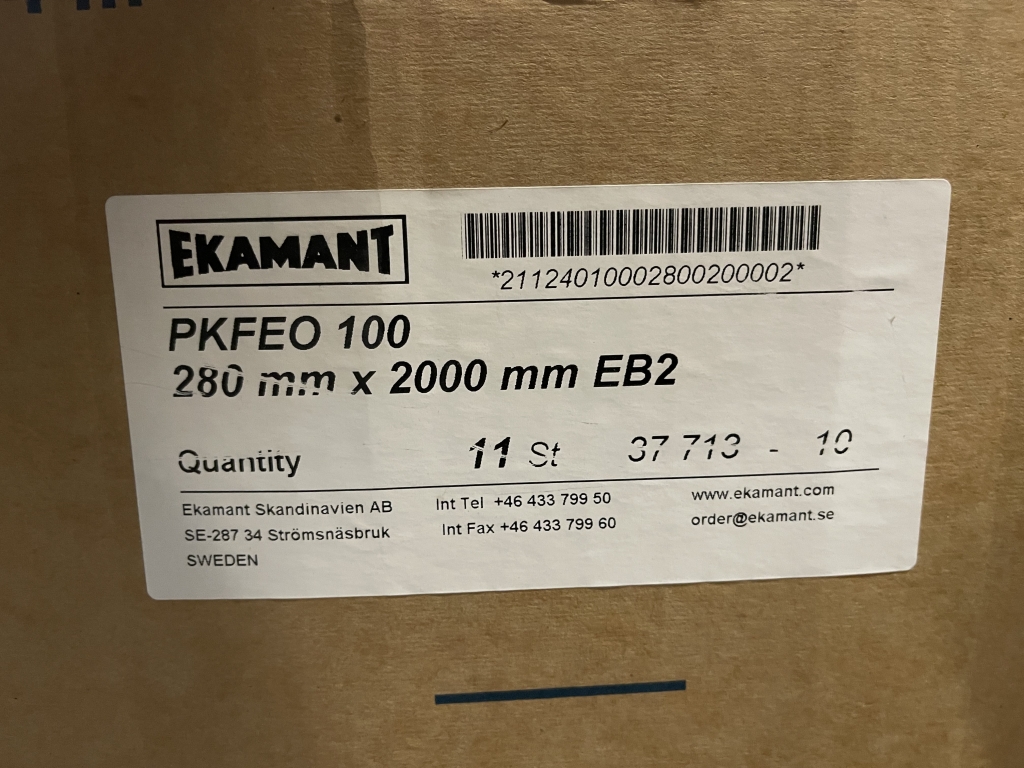 EKAMANT
*21124010002800200002*
PKFEO 100
280 mm x 2000 mm EB2
Quantity 11 St 37 713 - 10
Ekamant Skandinavien AB
SE-287 34 Strömsnäsbruk
SWEDEN
Int Tel +46 433 799 50
Int Fax +46 433 799 60
www.ekamant.com
order@ekamant.se